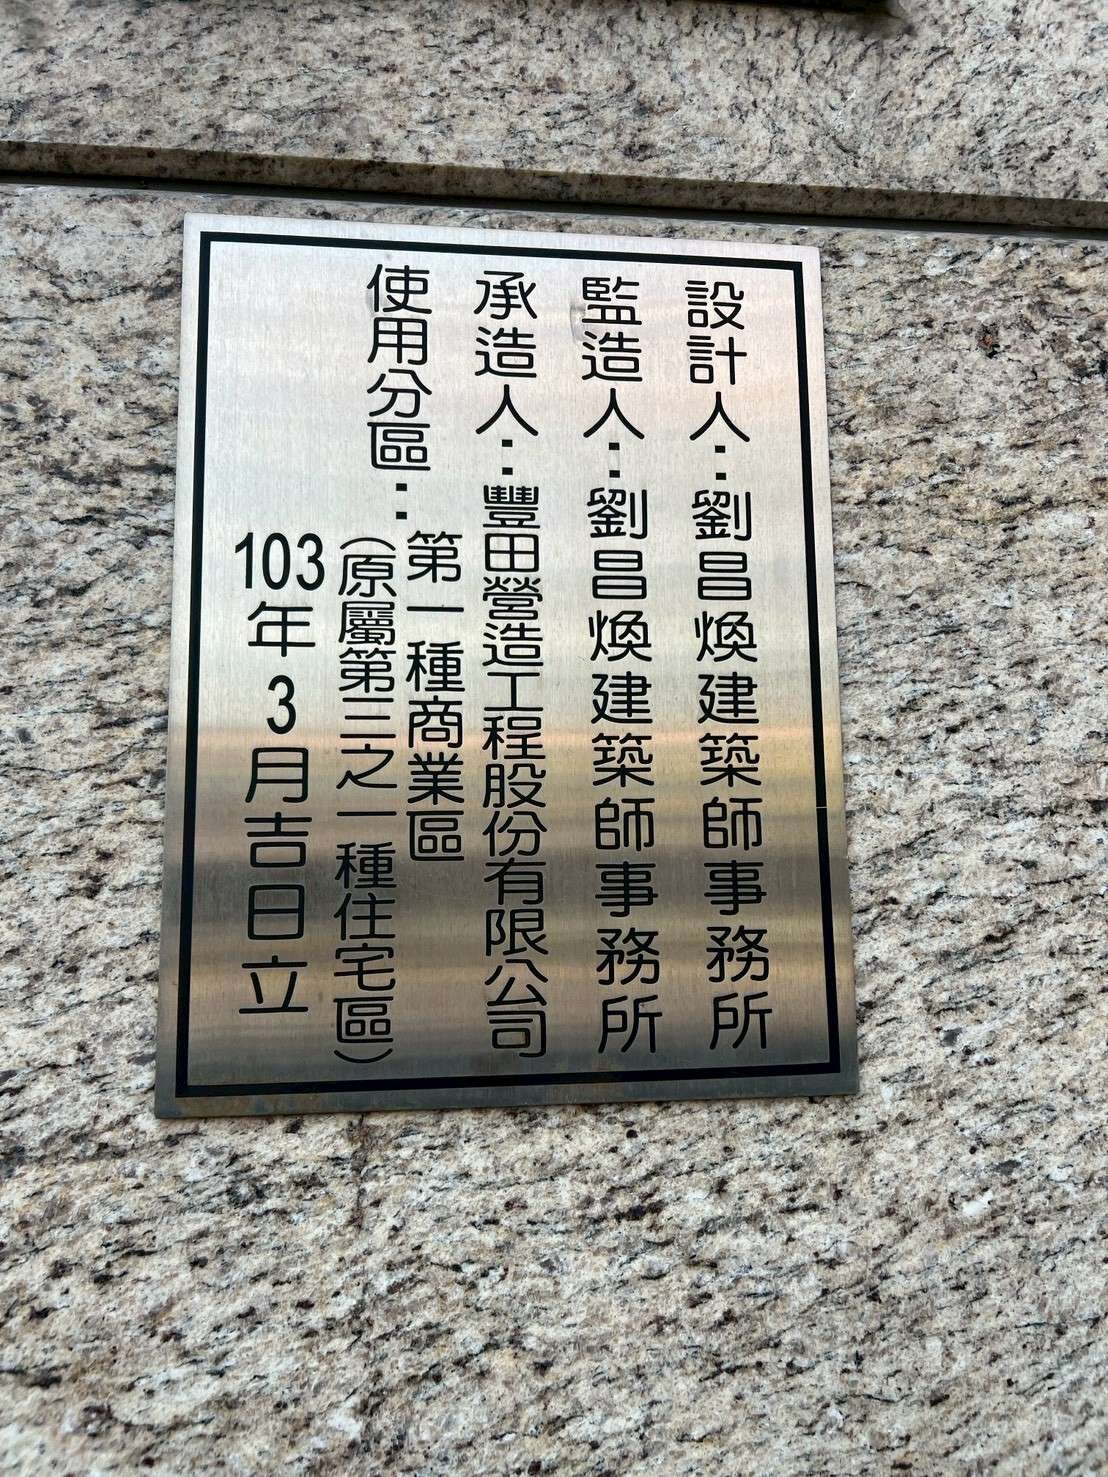 設計人：劉昌煥建築師事務所
監造人：劉昌煥建築師事務所
承造人：豐田營造工程股份有限公司
使用分區：第一種商業區
（原屬第三之一種住宅區）
103年3月吉日立